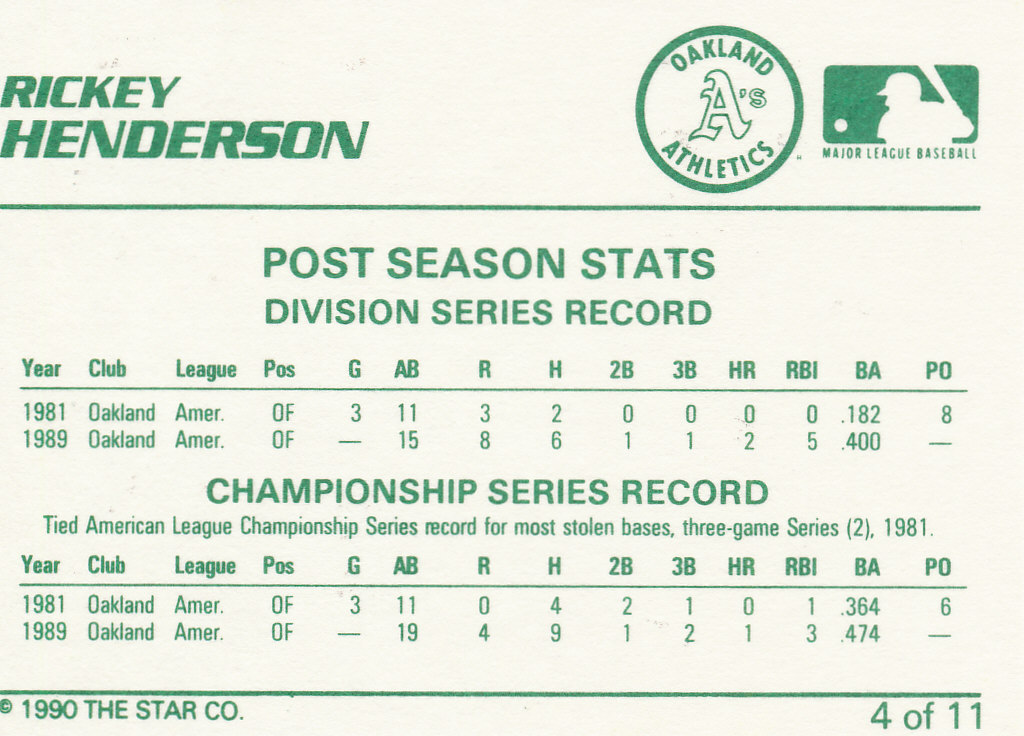 RICKEY
HENDERSON
OAKLAND
A's
ATHLETICS
MAJOR LEAGUE BASEBALL
POST SEASON STATS
DIVISION SERIES RECORD
Year Club League Pos G AB R H 2B 3B HR RBI BA PO
1981 Oakland Amer. OF 3 11 3 2 0 0 0 0 .182 8
1989 Oakland Amer. OF — 15 8 6 1 1 2 5 .400 —
CHAMPIONSHIP SERIES RECORD
Tied American League Championship Series record for most stolen bases, three-game Series (2), 1981.
Year Club League Pos G AB R H 2B 3B HR RBI BA PO
1981 Oakland Amer. OF 3 11 0 4 2 1 0 1 .364 6
1989 Oakland Amer. OF — 19 4 9 1 2 1 3 .474 —
© 1990 THE STAR CO.
4 of 11